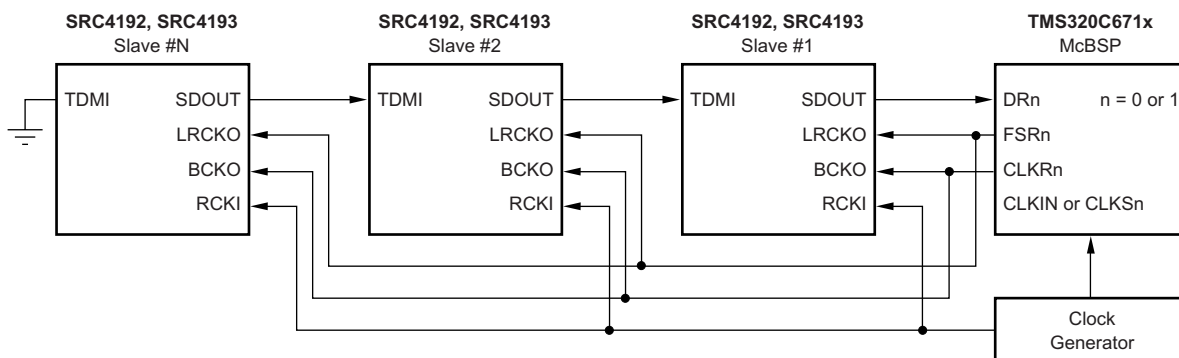 SRC4192, SRC4193
Slave #N
SRC4192, SRC4193
Slave #2
SRC4192, SRC4193
Slave #1
TMS320C671x
McBSP
TDMI
SDOUT
LRCKO
BCKO
RCKI
TDMI
SDOUT
LRCKO
BCKO
RCKI
TDMI
SDOUT
LRCKO
BCKO
RCKI
DRn
n = 0 or 1
FSRn
CLKRn
CLKIN or CLKSn
Clock
Generator